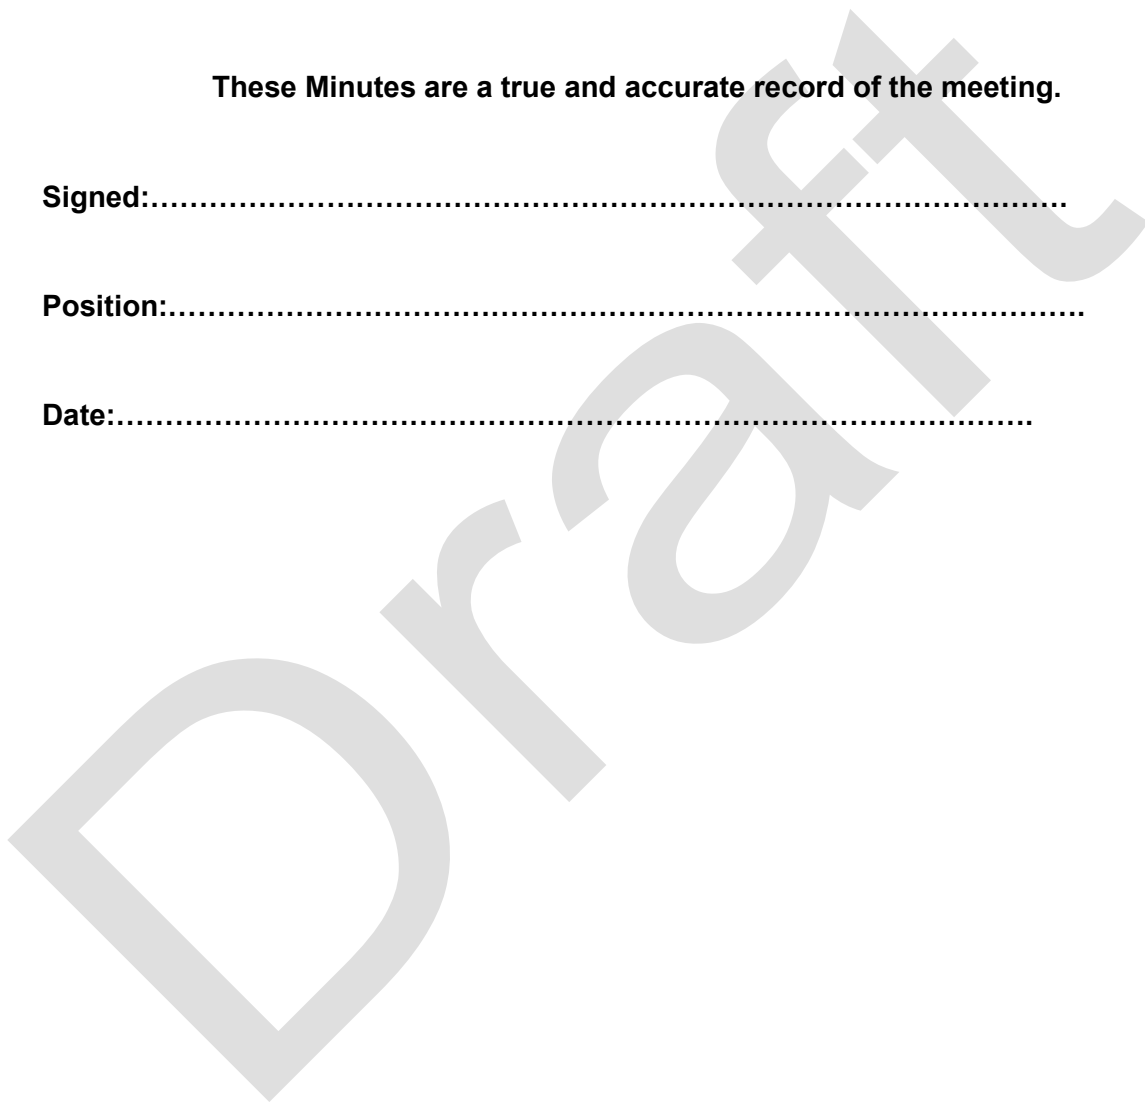 These Minutes are a true and accurate record of the meeting.
Signed:…………………………………………………………………………………….
Position:…………………………………………………………………………………….
Date:…………………………………………………………………………………….
Draft